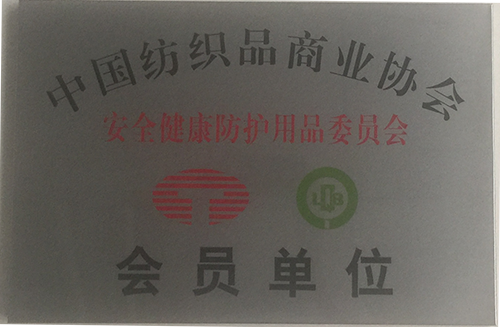 中国纺织品商业协会
安全健康防护用品委员会
LB
会员单位